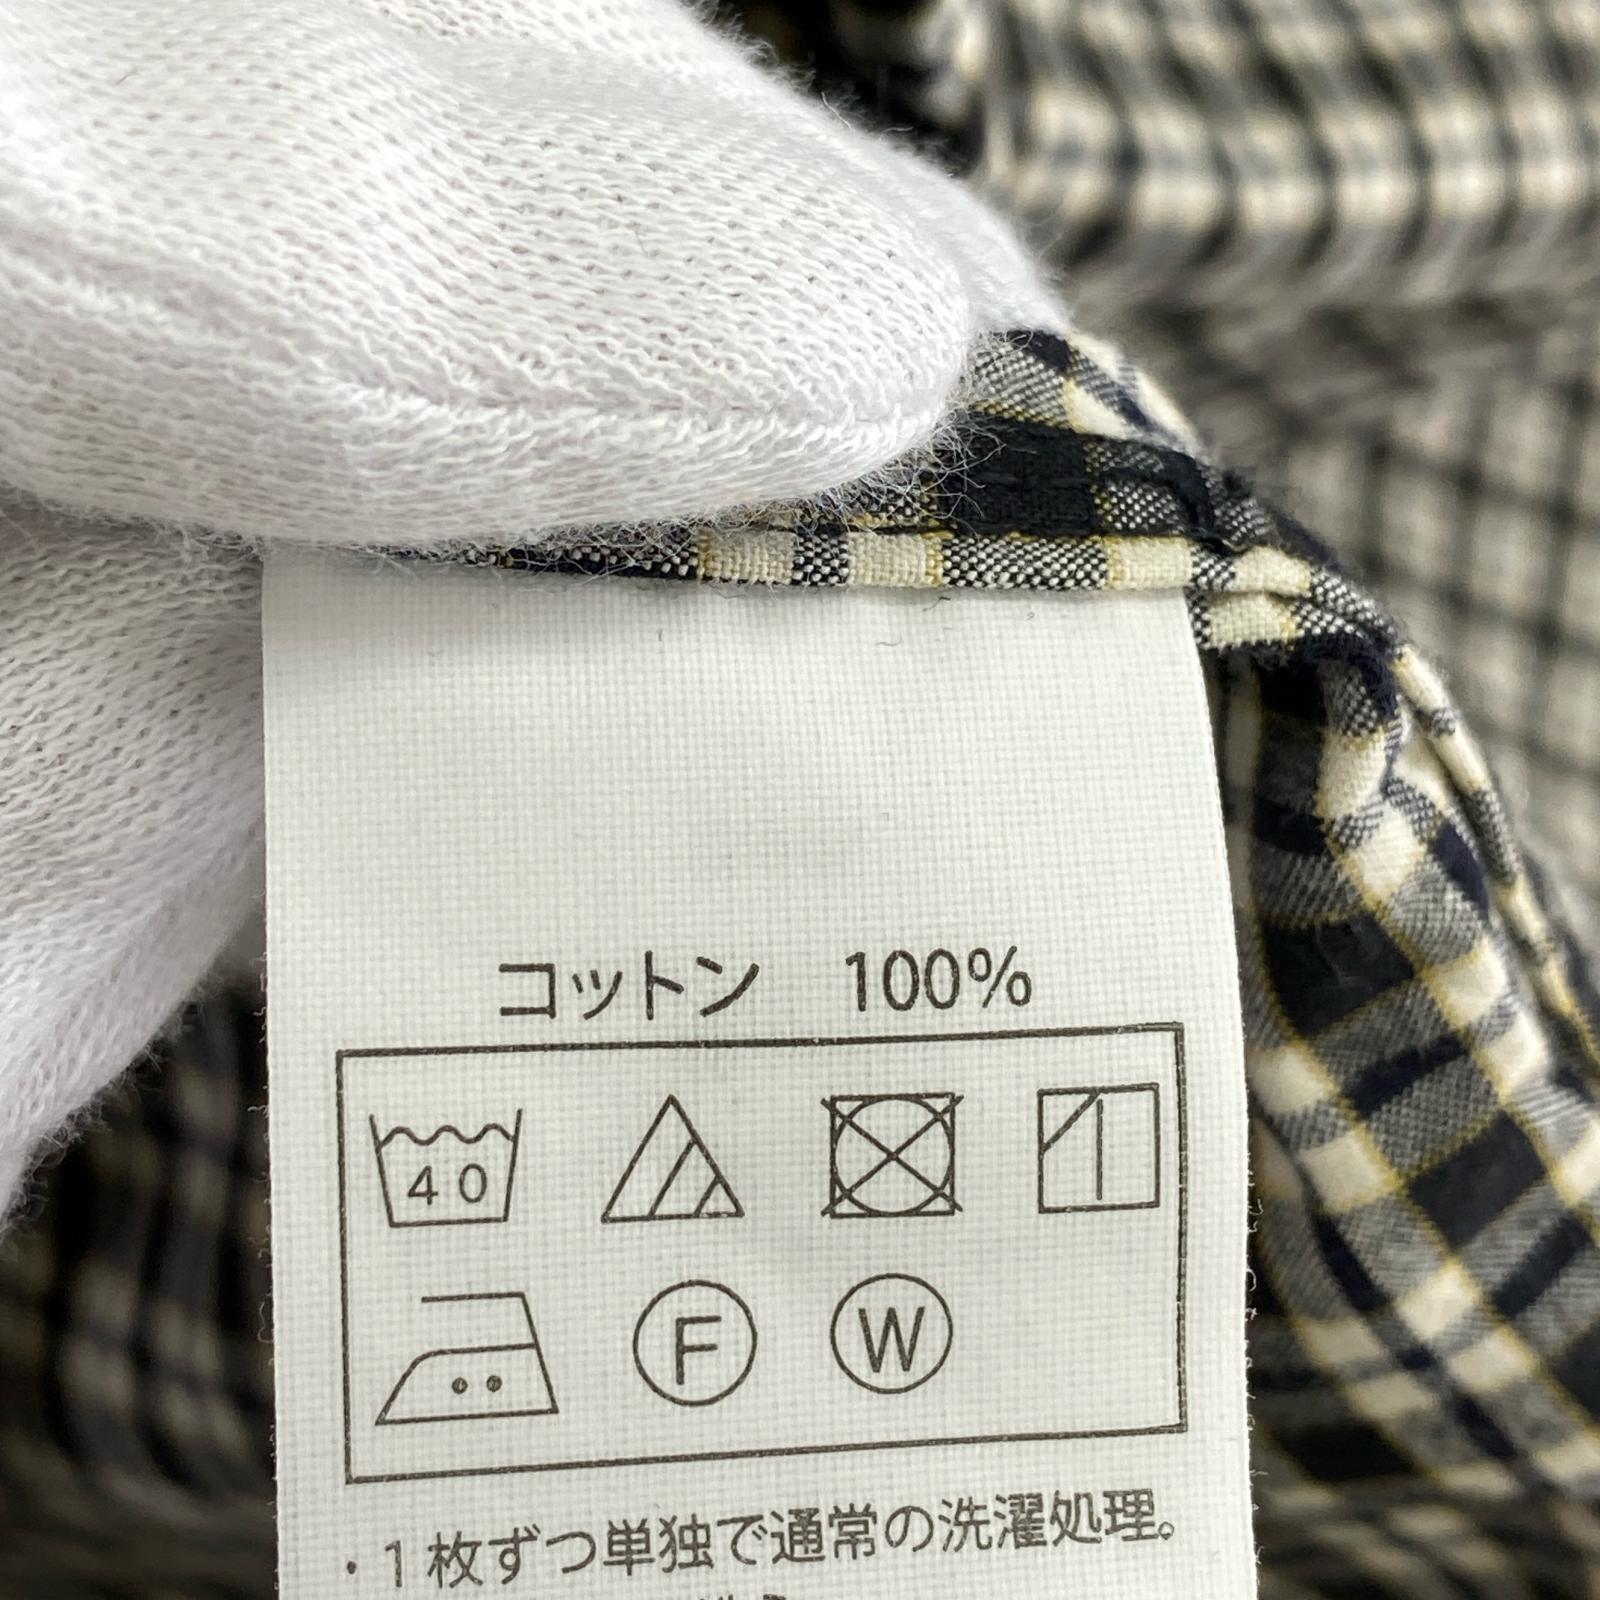 コットン 100%
40
F W
・1枚ずつ単独で通常の洗濯処理。